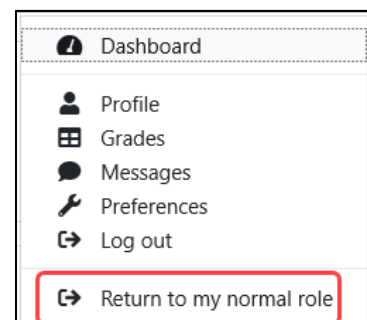 Dashboard
Profile
Grades
Messages
Preferences
Log out
Return to my normal role